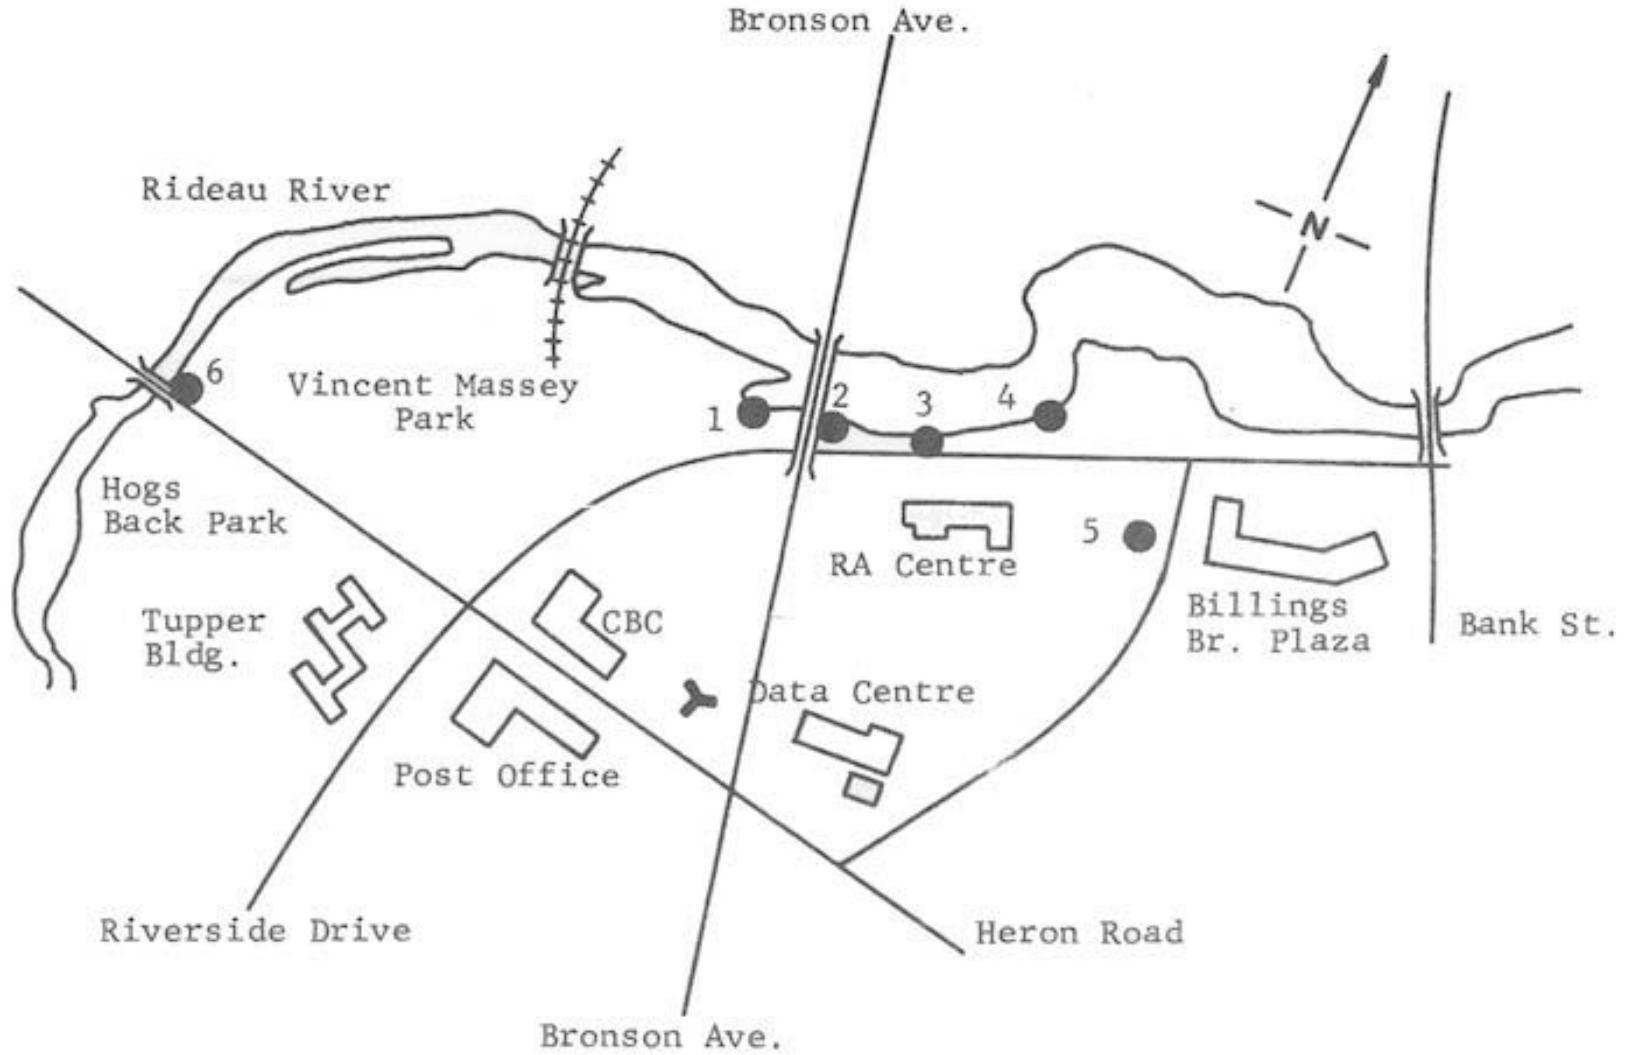 Bronson Ave.
Rideau River
N
6
Vincent Massey
Park
1
2
3
4
Hogs
Back Park
5
RA Centre
Tupper
Bldg.
CBC
Billings
Br. Plaza
Bank St.
Data Centre
Post Office
Riverside Drive
Heron Road
Bronson Ave.